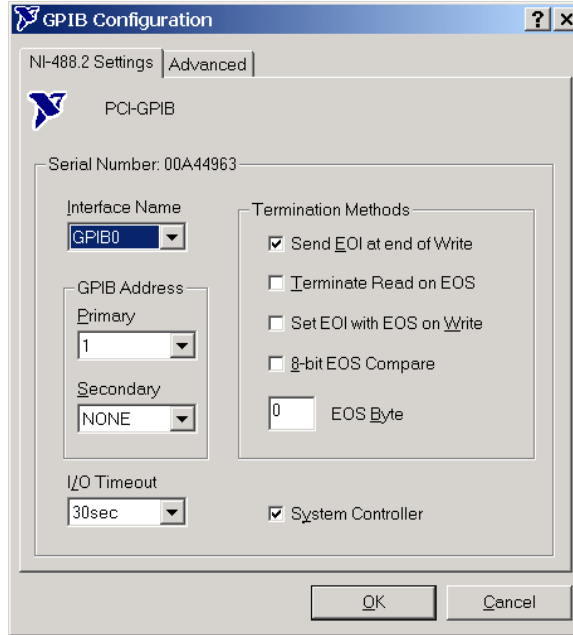 GPIB Configuration
NI-488.2 Settings
Advanced
PCI-GPIB
Serial Number: 00A44963
Interface Name
GPIB0
GPIB Address
Primary
1
Secondary
NONE
I/O Timeout
30sec
Termination Methods
Send EOI at end of Write
Terminate Read on EOS
Set EOI with EOS on Write
8-bit EOS Compare
0 EOS Byte
System Controller
OK
Cancel